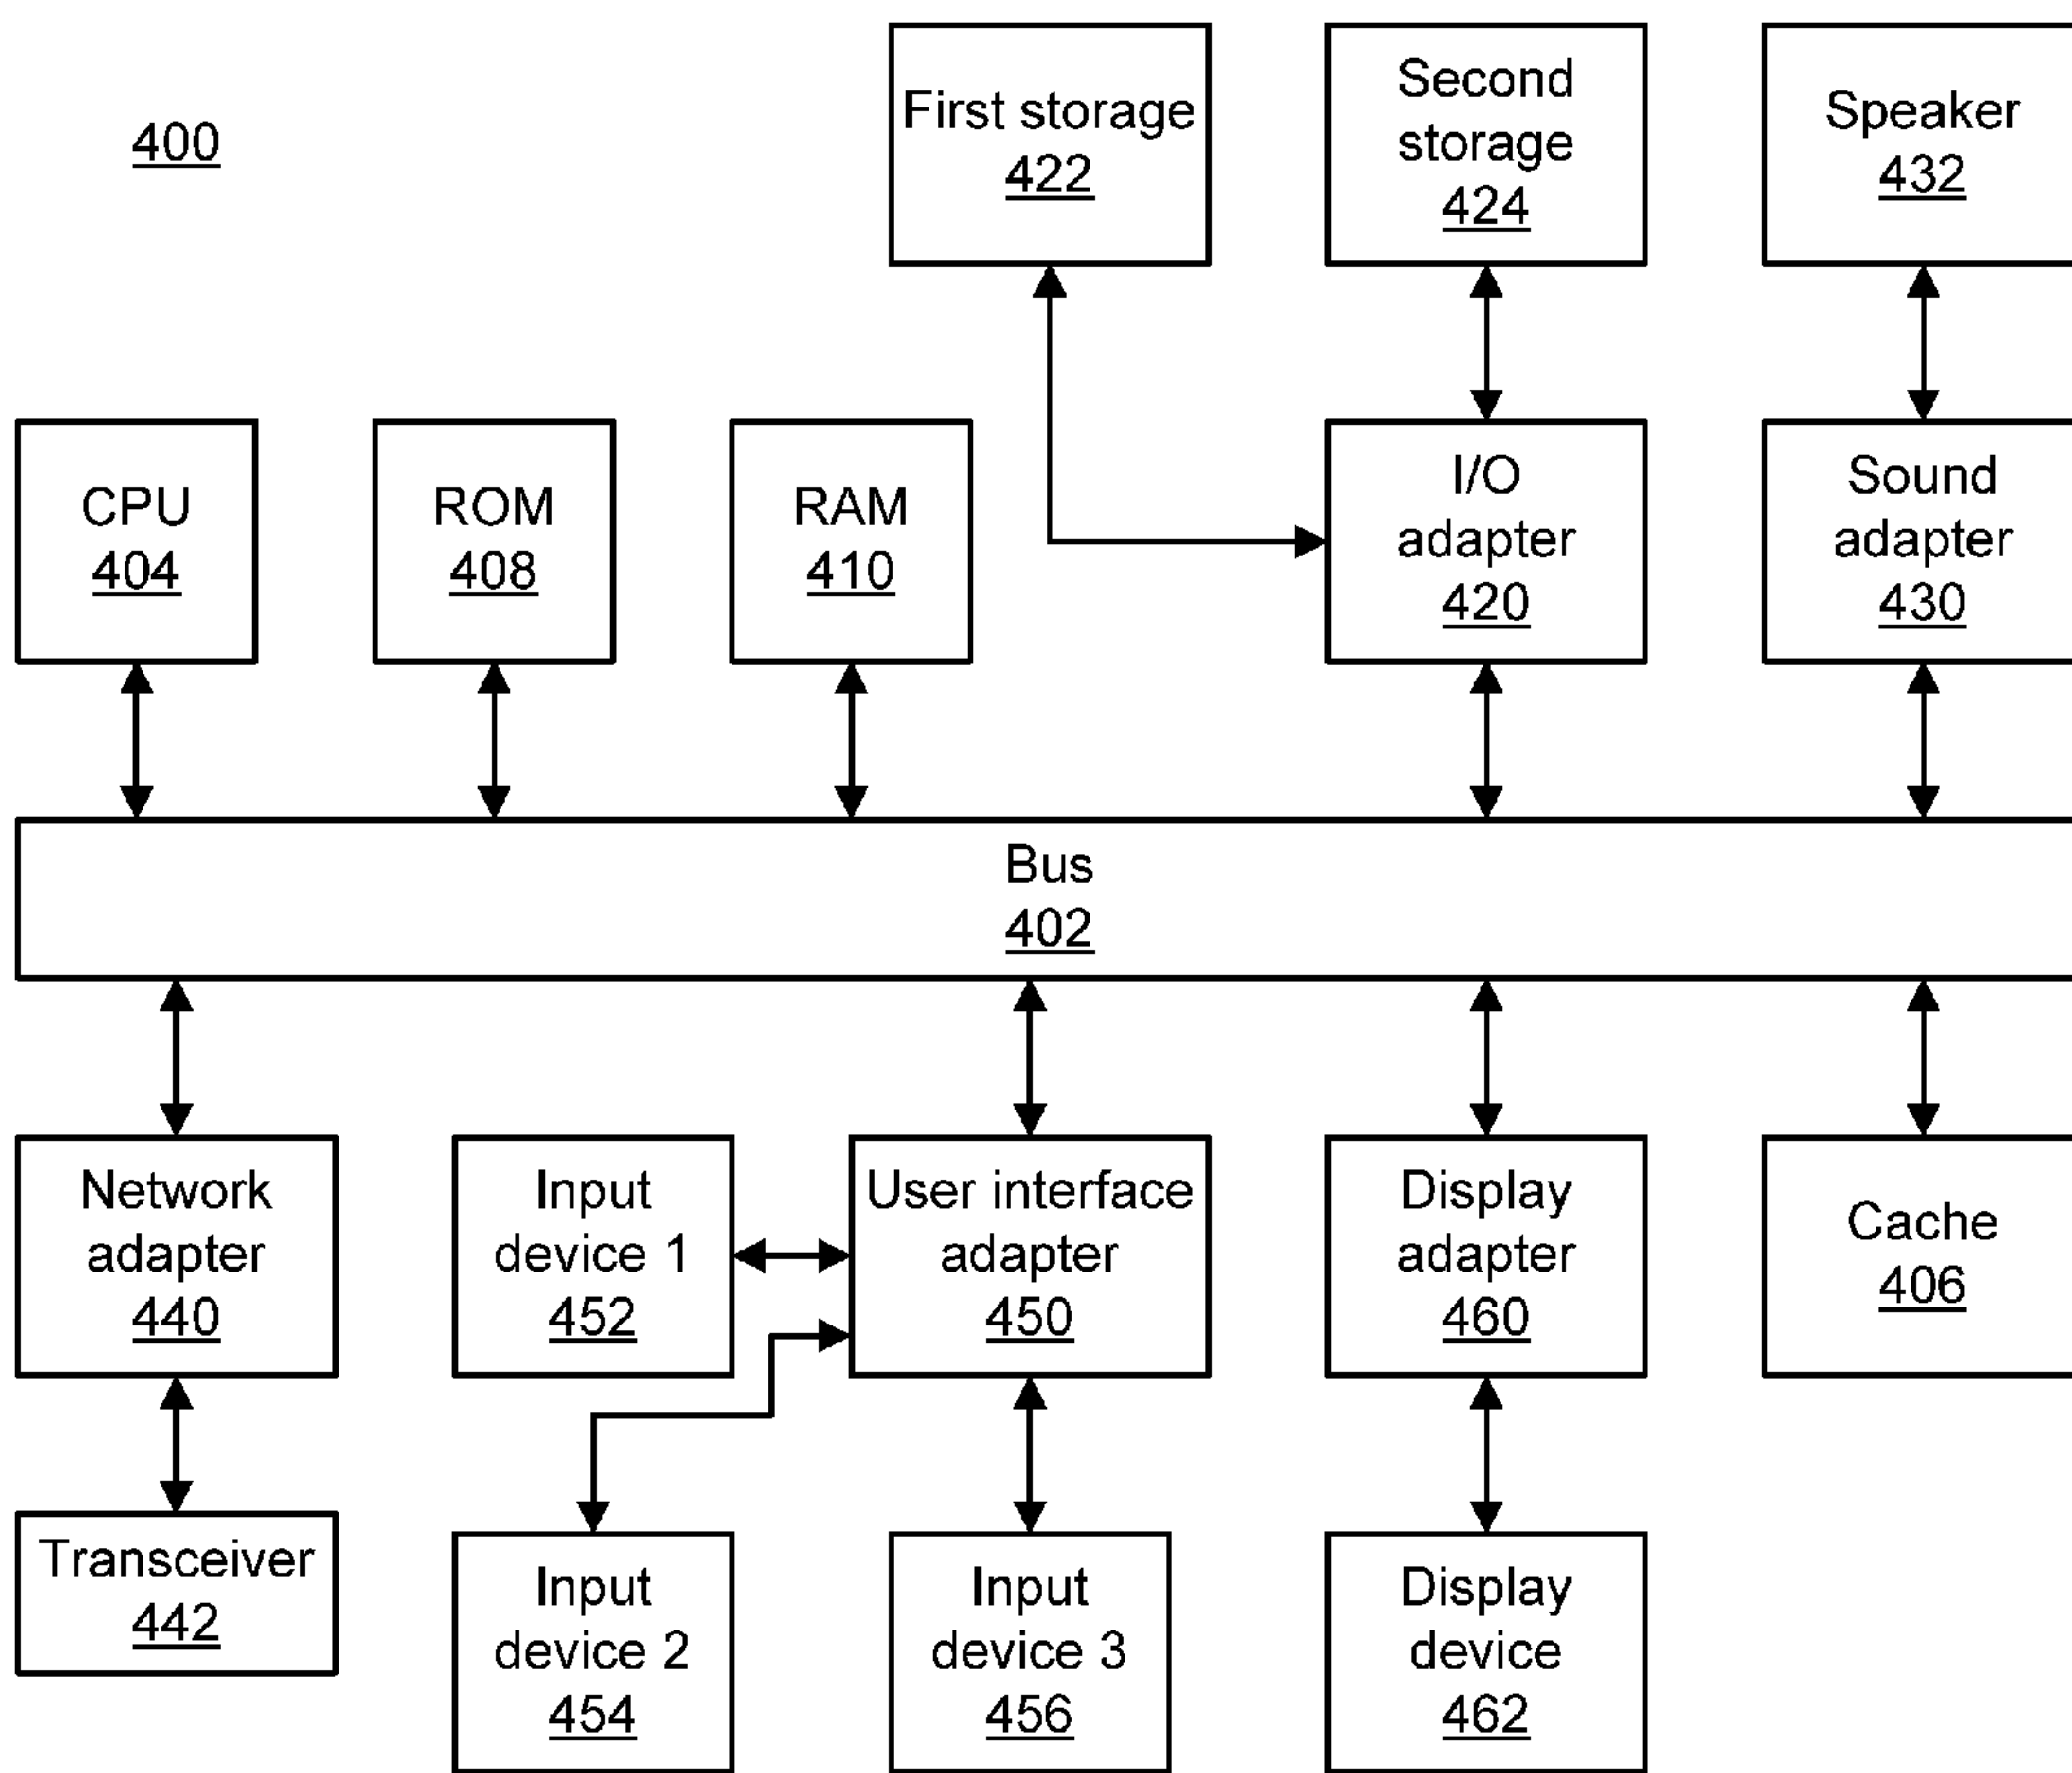 400
First storage
422
Second
storage
424
Speaker
432
CPU
404
ROM
408
RAM
410
I/O
adapter
420
Sound
adapter
430
Bus
402
Network
adapter
440
Input
device 1
452
User interface
adapter
450
Display
adapter
460
Cache
406
Transceiver
442
Input
device 2
454
Input
device 3
456
Display
device
462